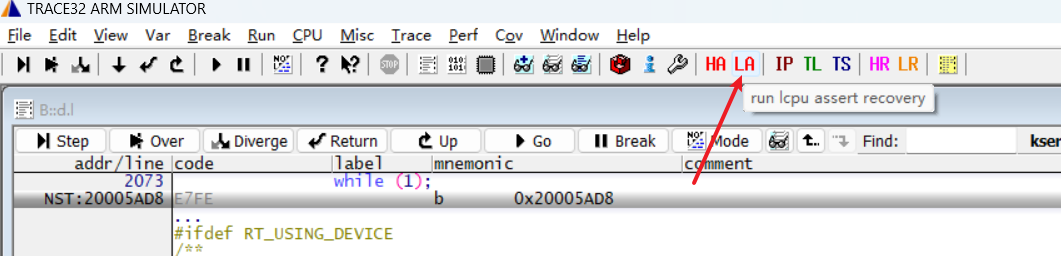 TRACE32 ARM SIMULATOR
File Edit View Var Break Run CPU Misc Trace Perf Cov Window Help
STOP ? ? i HA LA IP TL TS HR LR
run lcpu assert recovery
B::d.l
Step Over Diverge Return Up Go Break Mode Find: kser
addr/line code label mnemonic comment
2073 while (1);
NST:20005AD8 E7FE b 0x20005AD8
...
#ifdef RT_USING_DEVICE
/**